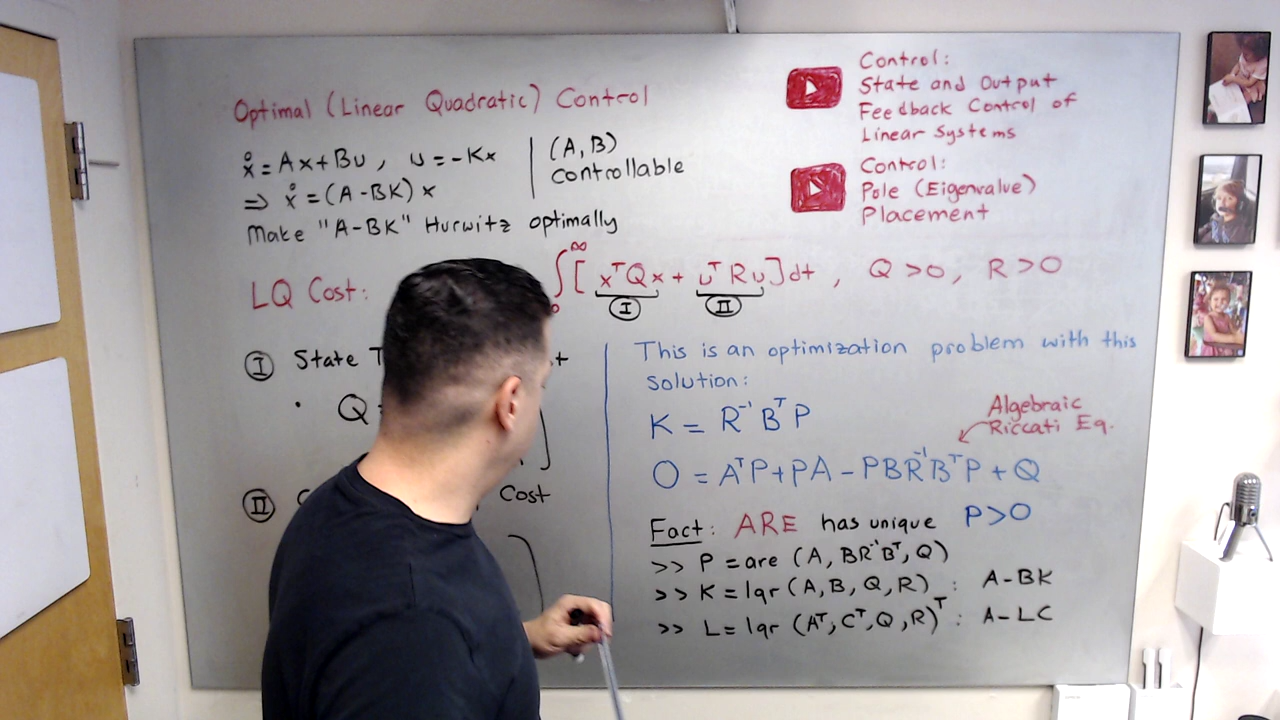 Optimal (Linear Quadratic) Control
ẋ = Ax + Bu , u = -Kx
⇒ ẋ = (A - BK) x
(A, B)
controllable
Make "A-BK" Hurwitz optimally
Control:
State and Output
Feedback Control of
Linear Systems
Control:
Pole (Eigenvalue)
Placement
LQ Cost: ∫₀^∞ [xᵀQx + uᵀRu] dt , Q > 0, R > 0
I II
I State
• Q
II
Cost
This is an optimization problem with this
solution:
K = R⁻¹BᵀP
Algebraic
Riccati Eq.
0 = AᵀP + PA - PBR⁻¹BᵀP + Q
Fact: ARE has unique P>0
>> P = are (A, BR⁻¹Bᵀ, Q)
>> K = lqr (A, B, Q, R) : A-BK
>> L = lqr (Aᵀ, Cᵀ, Q, R)ᵀ : A-LC